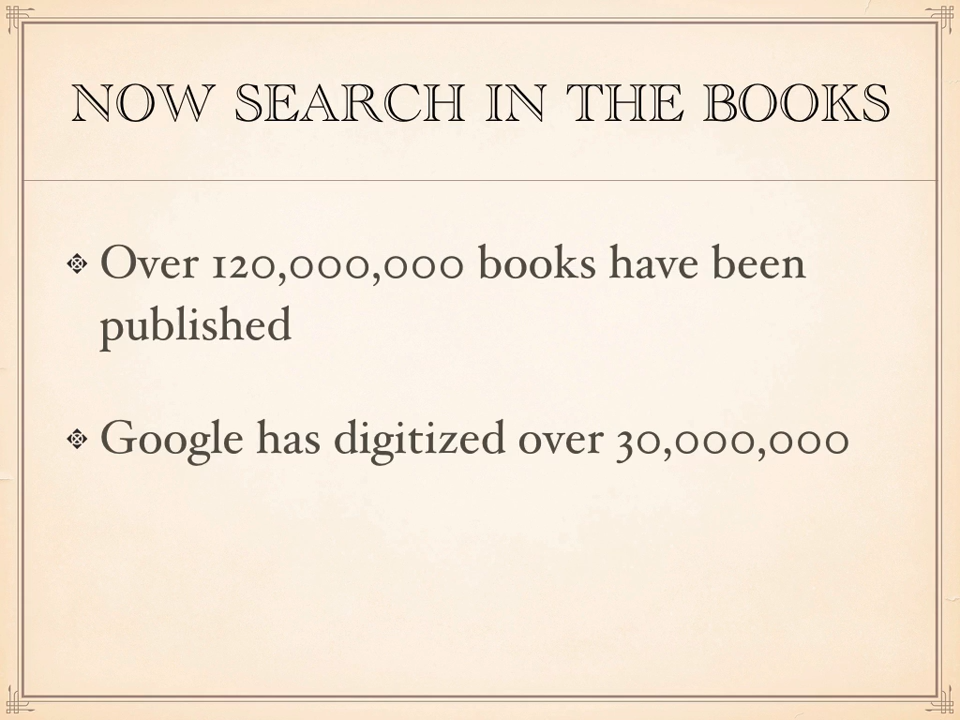 NOW SEARCH IN THE BOOKS
Over 120,000,000 books have been
published
Google has digitized over 30,000,000